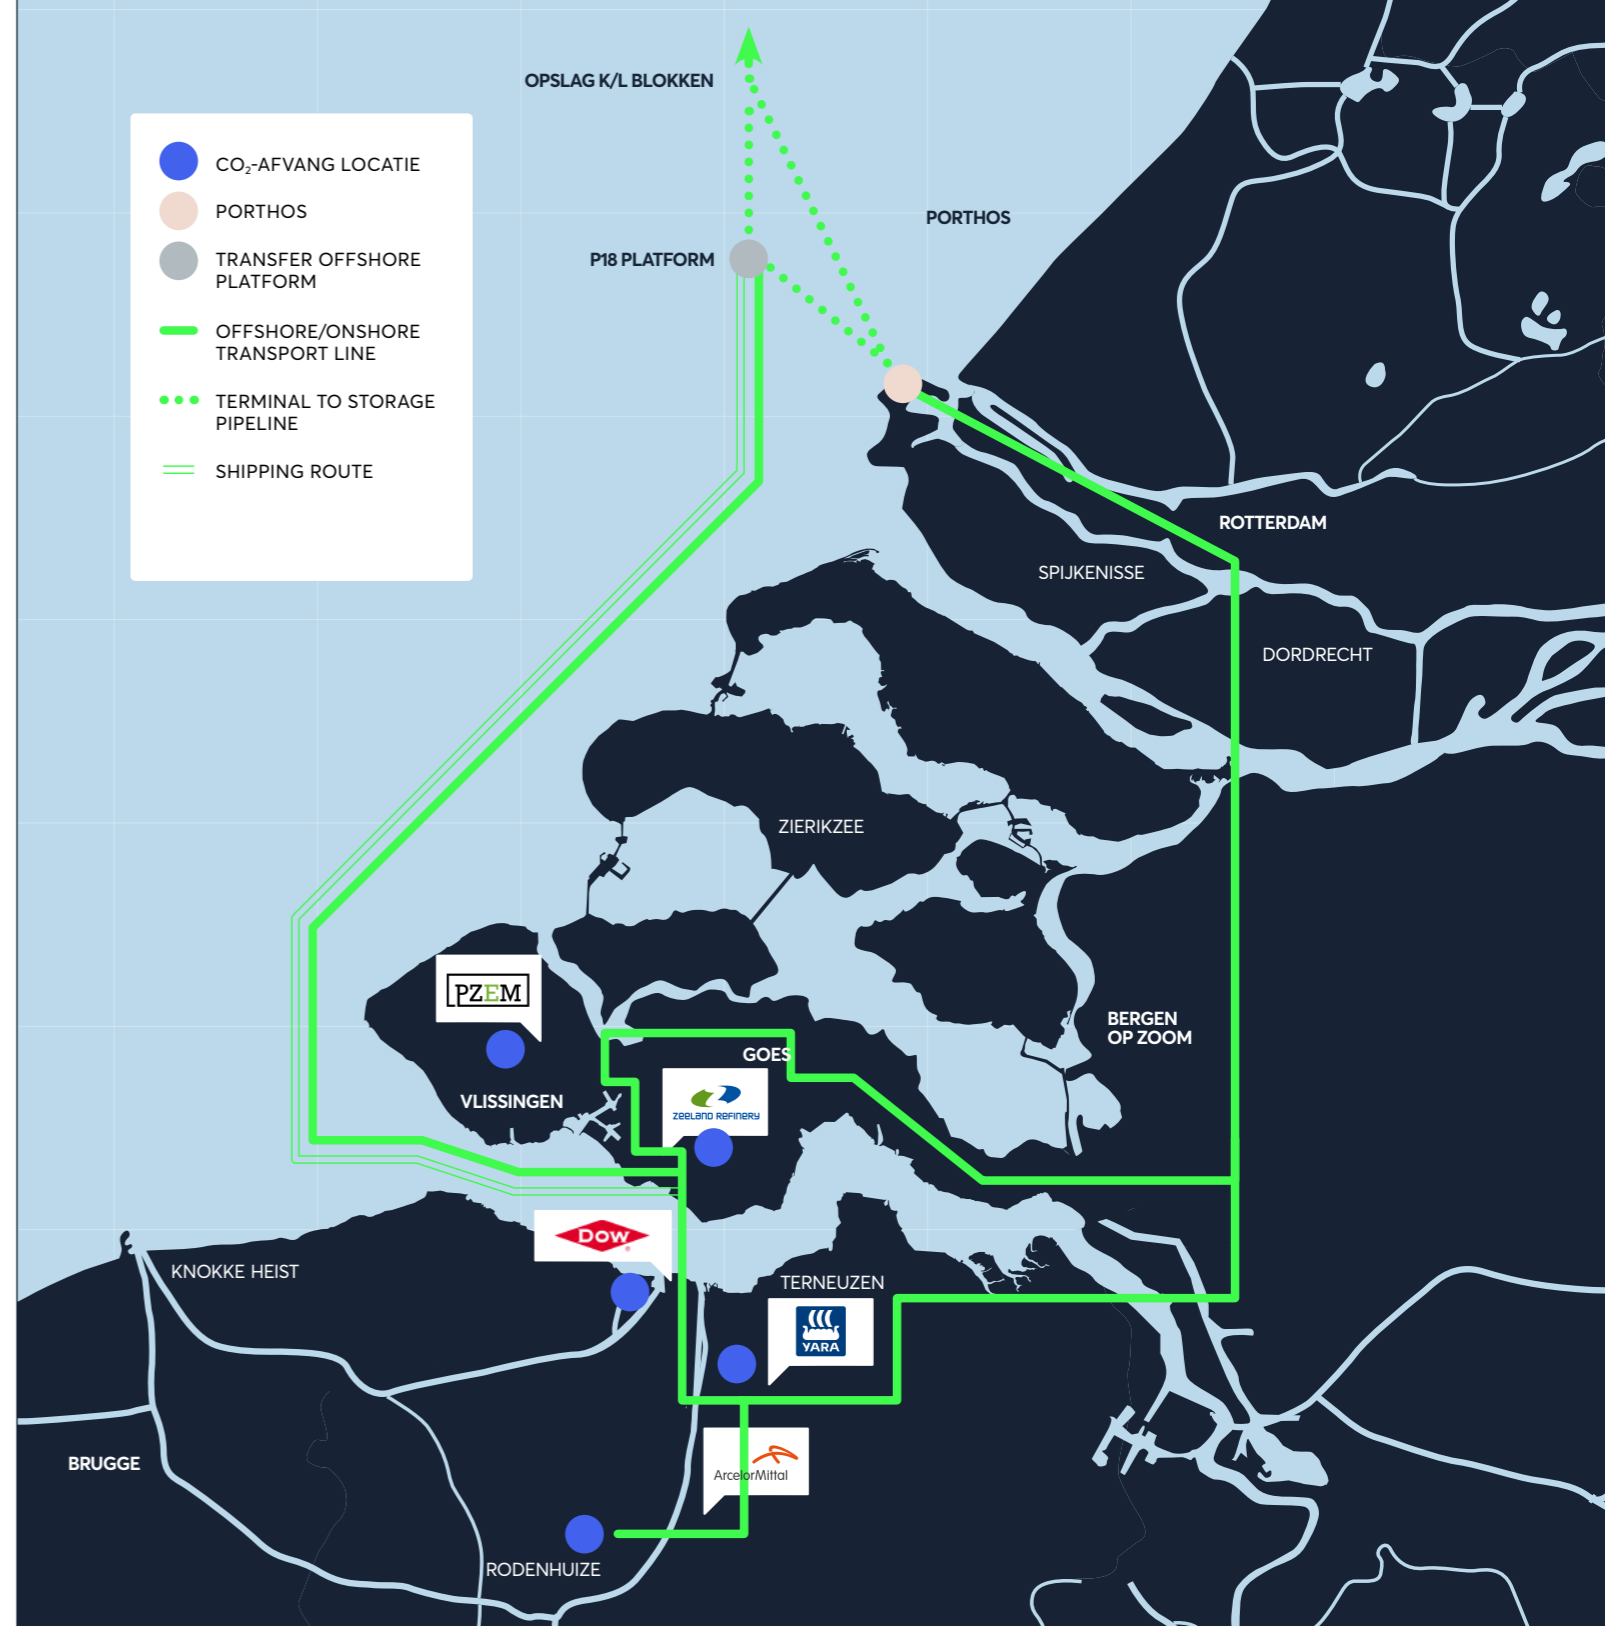 OPSLAG K/L BLOKKEN
CO₂-AFVANG LOCATIE
PORTHOS
TRANSFER OFFSHORE
PLATFORM
OFFSHORE/ONSHORE
TRANSPORT LINE
TERMINAL TO STORAGE
PIPELINE
SHIPPING ROUTE
PORTHOS
P18 PLATFORM
ROTTERDAM
SPIJKENISSE
DORDRECHT
ZIERIKZEE
PZEM
BERGEN
OP ZOOM
GOES
VLISSINGEN
ZEELAND REFINERY
DOW
®
KNOKKE HEIST
TERNEUZEN
YARA
BRUGGE
ArcelorMittal
RODENHUIZE